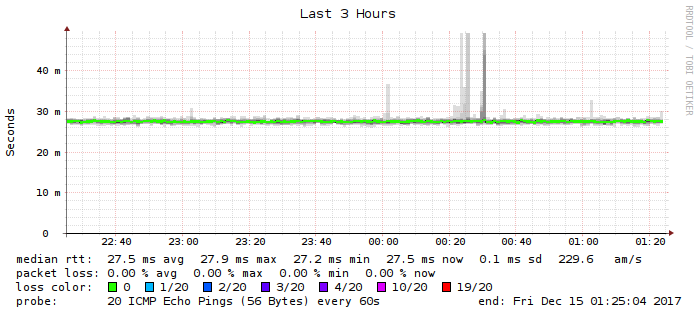 Last 3 Hours
RRDTOOL / TOBI OETIKER
Seconds
40 m
30 m
20 m
10 m
0
22:40 23:00 23:20 23:40 00:00 00:20 00:40 01:00 01:20
median rtt: 27.5 ms avg 27.9 ms max 27.2 ms min 27.5 ms now 0.1 ms sd 229.6 am/s
packet loss: 0.00 % avg 0.00 % max 0.00 % min 0.00 % now
loss color: 0 1/20 2/20 3/20 4/20 10/20 19/20
probe: 20 ICMP Echo Pings (56 Bytes) every 60s end: Fri Dec 15 01:25:04 2017